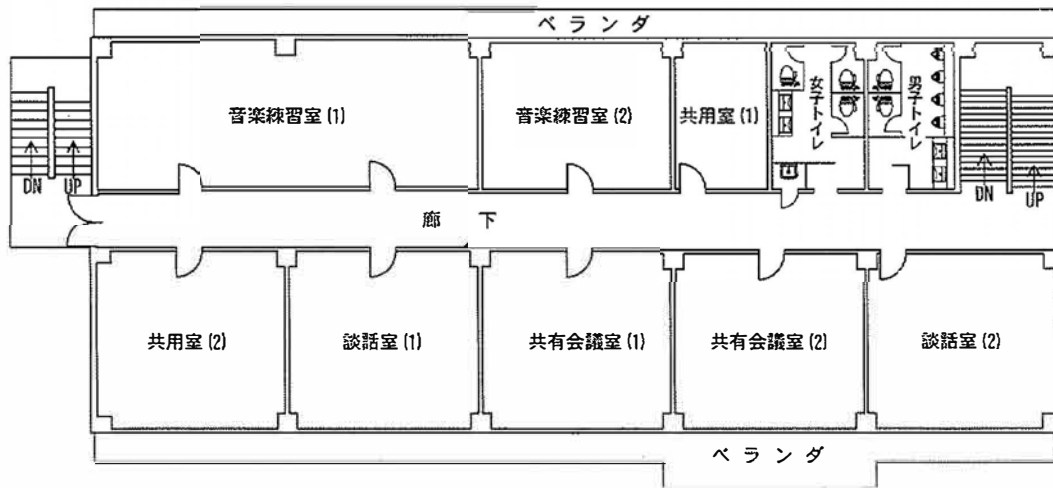 ベランダ
音楽練習室(1)
音楽練習室(2)
共用室(1)
女子トイレ
男子トイレ
DN
UP
DN
UP
廊下
共用室(2)
談話室(1)
共有会議室(1)
共有会議室(2)
談話室(2)
ベランダ